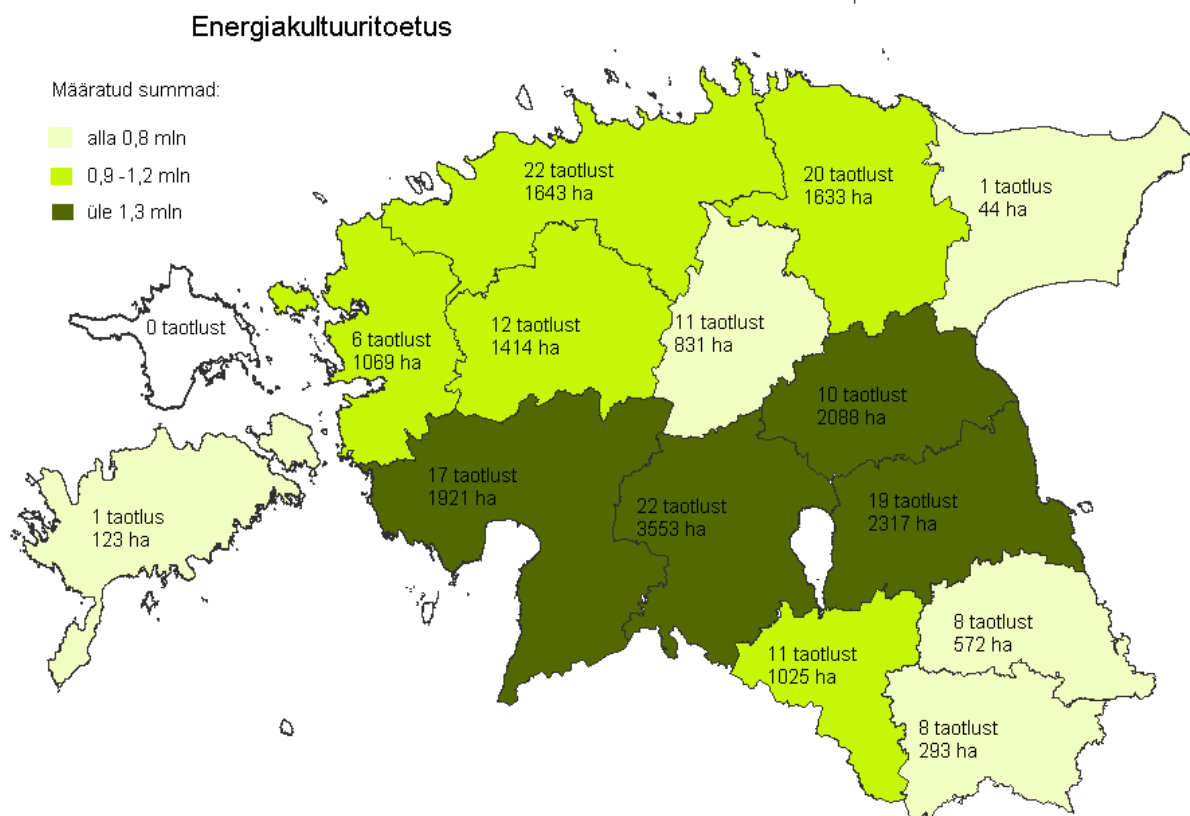 Energiakultuuritoetus
Määratud summad:
alla 0,8 mln
0,9 -1,2 mln
üle 1,3 mln
22 taotlust
1643 ha
20 taotlust
1633 ha
1 taotlus
44 ha
0 taotlust
6 taotlust
1069 ha
12 taotlust
1414 ha
11 taotlust
831 ha
10 taotlust
2088 ha
17 taotlust
1921 ha
22 taotlust
3553 ha
19 taotlust
2317 ha
1 taotlus
123 ha
8 taotlust
572 ha
11 taotlust
1025 ha
8 taotlust
293 ha